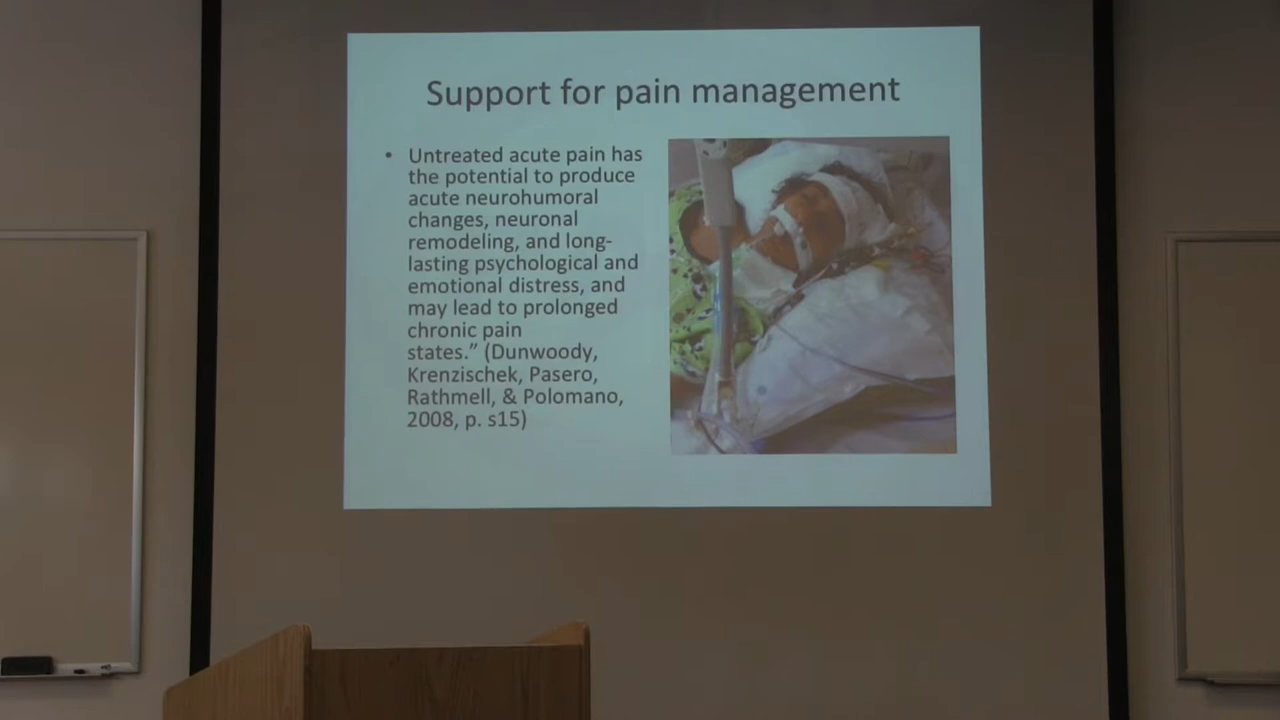 Support for pain management
• Untreated acute pain has
the potential to produce
acute neurohumoral
changes, neuronal
remodeling, and long-
lasting psychological and
emotional distress, and
may lead to prolonged
chronic pain
states.” (Dunwoody,
Krenzischek, Pasero,
Rathmell, & Polomano,
2008, p. s15)